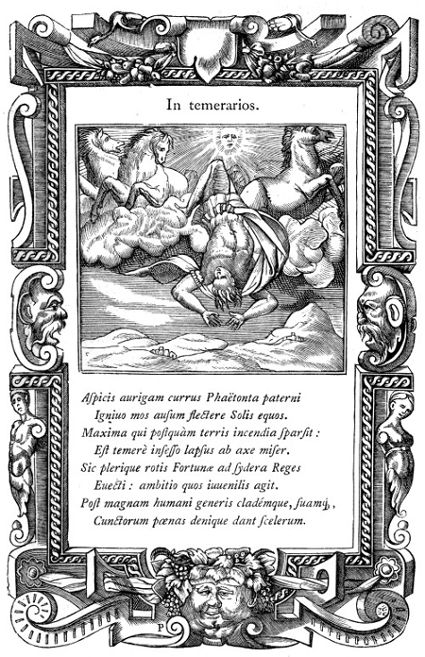 In temerarios.
Aſpicis aurigam currus Phaëtonta paterni
Igniuo mos auſum flectere Solis equos.
Maxima qui poſtquàm terris incendia ſparſit:
Eſt temerè inſeſſo lapſus ab axe miſer.
Sic plerique rotis Fortunæ ad ſydera Reges
Euecti: ambitio quos iuuenilis agit.
Poſt magnam humani generis cladémque, ſuamq́,,
Cunctorum pœnas denique dant ſcelerum.
P